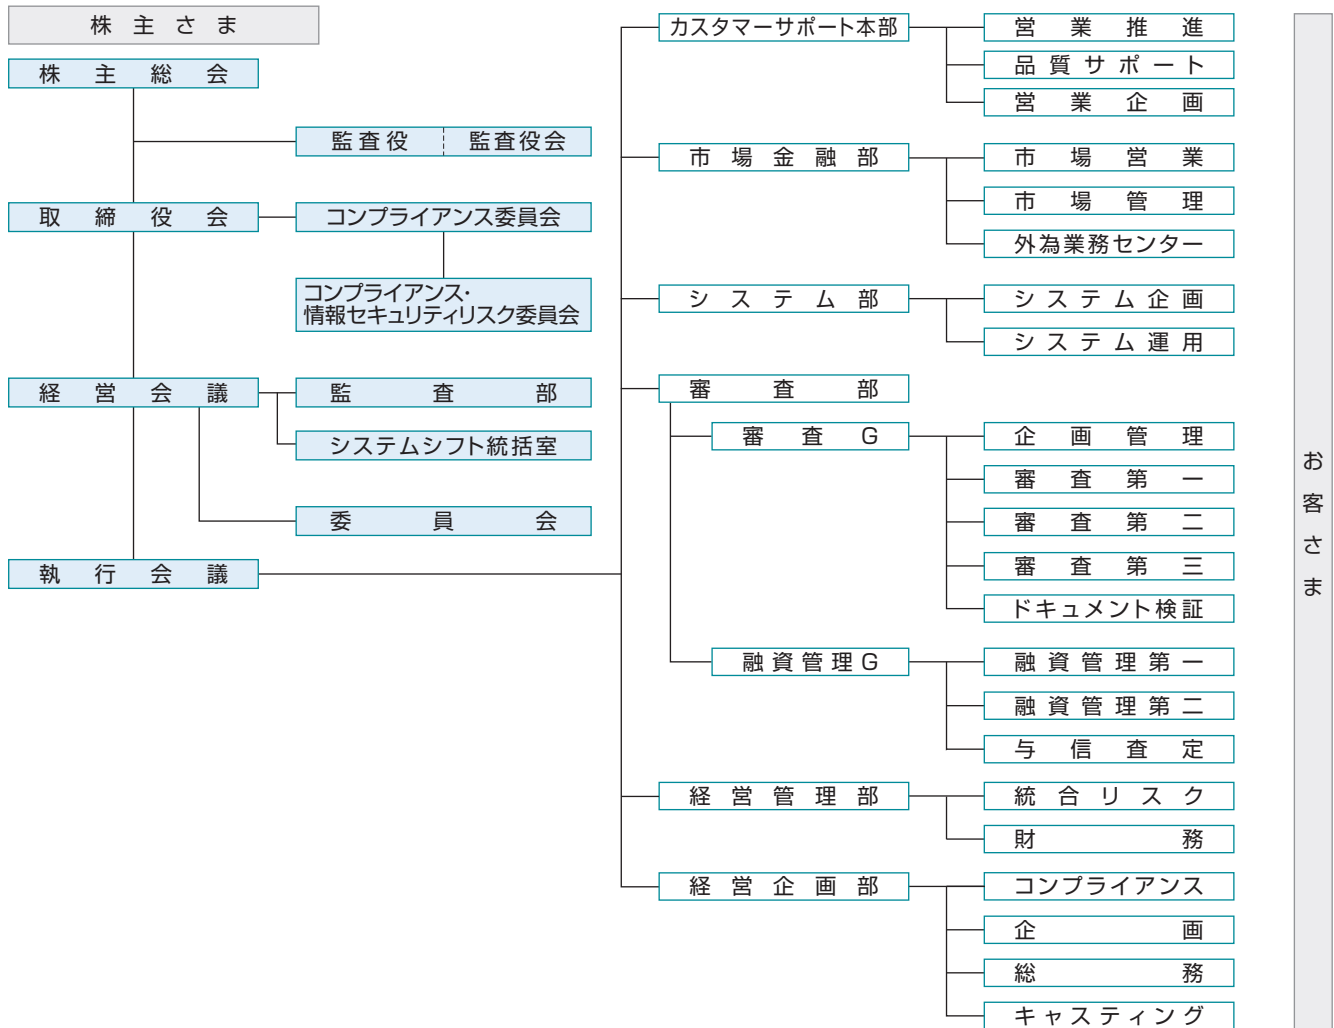 株主さま
株主総会
監査役 監査役会
取締役会
コンプライアンス委員会
コンプライアンス・
情報セキュリティリスク委員会
経営会議
監査部
システムシフト統括室
委員会
執行会議
カスタマーサポート本部
営業推進
品質サポート
営業企画
市場金融部
市場営業
市場管理
外為業務センター
システム部
システム企画
システム運用
審査部
審査G
企画管理
審査第一
審査第二
審査第三
ドキュメント検証
融資管理G
融資管理第一
融資管理第二
与信査定
経営管理部
統合リスク
財務
経営企画部
コンプライアンス
企画
総務
キャスティング
お客さま